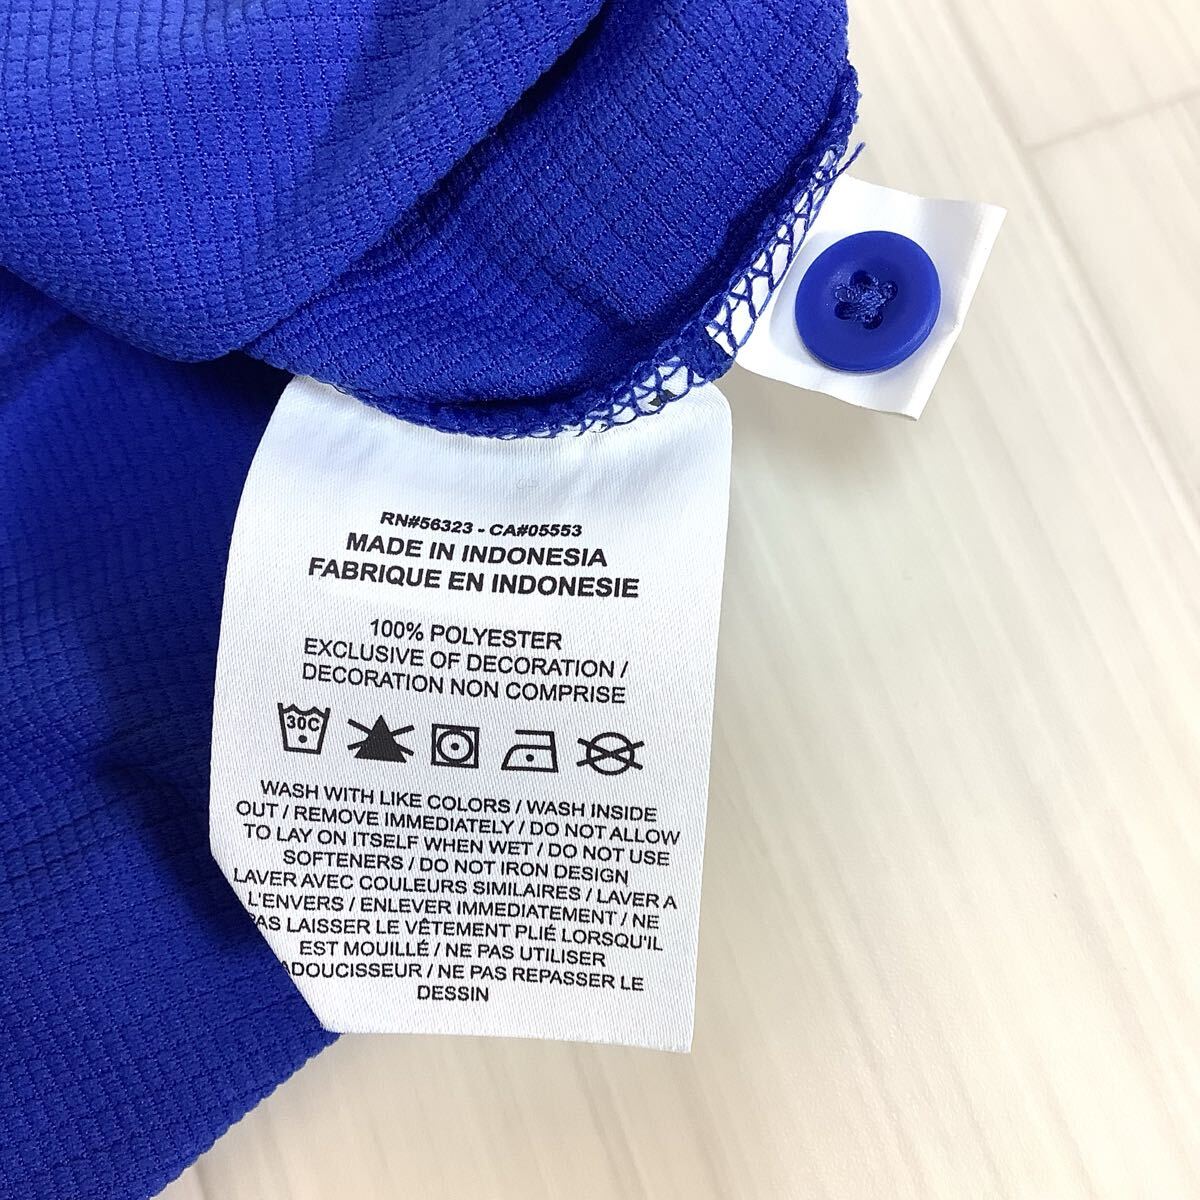 RN#56323 - CA#05553
MADE IN INDONESIA
FABRIQUE EN INDONESIE
100% POLYESTER
EXCLUSIVE OF DECORATION /
DECORATION NON COMPRISE
30C
WASH WITH LIKE COLORS / WASH INSIDE
OUT / REMOVE IMMEDIATELY / DO NOT ALLOW
TO LAY ON ITSELF WHEN WET / DO NOT USE
SOFTENERS / DO NOT IRON DESIGN
LAVER AVEC COULEURS SIMILAIRES / LAVER A
L'ENVERS / ENLEVER IMMEDIATEMENT / NE
PAS LAISSER LE VÊTEMENT PLIÉ LORSQU'IL
EST MOUILLÉ / NE PAS UTILISER
ADOUCISSEUR / NE PAS REPASSER LE
DESSIN